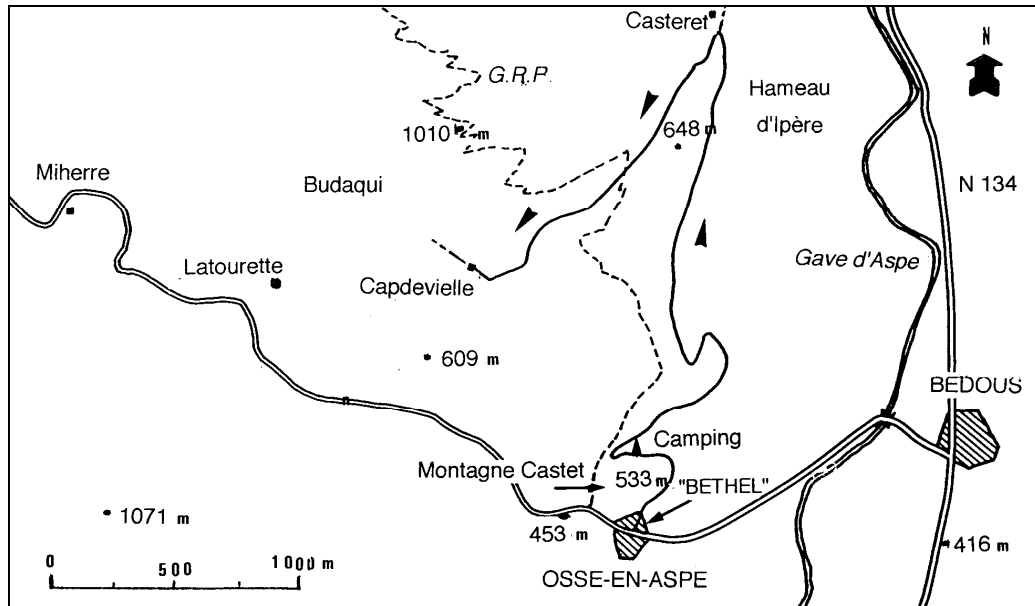 Casteret
N
G.R.P.
Hameau
d'Ipère
1010 m
648 m
Miherre
Budaqui
N 134
Latourette
Capdevielle
Gave d'Aspe
609 m
BEDOUS
Camping
Montagne Castet
533 m
"BETHEL"
1071 m
453 m
416 m
0 500 1000 m
OSSE-EN-ASPE